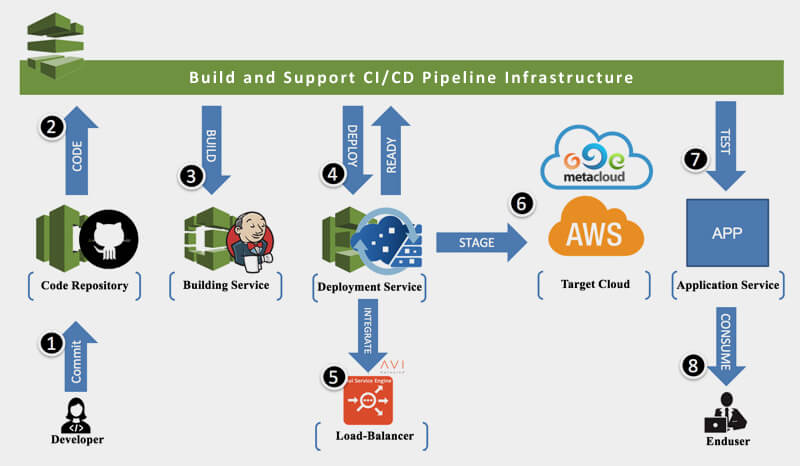 Build and Support CI/CD Pipeline Infrastructure
2
CODE
3
BUILD
4
DEPLOY
READY
7
TEST
metacloud
6
AWS
APP
STAGE
Code Repository
Building Service
Deployment Service
Target Cloud
Application Service
1
Commit
INTEGRATE
CONSUME
8
5
AVI
Service Engine
Developer
Load-Balancer
Enduser